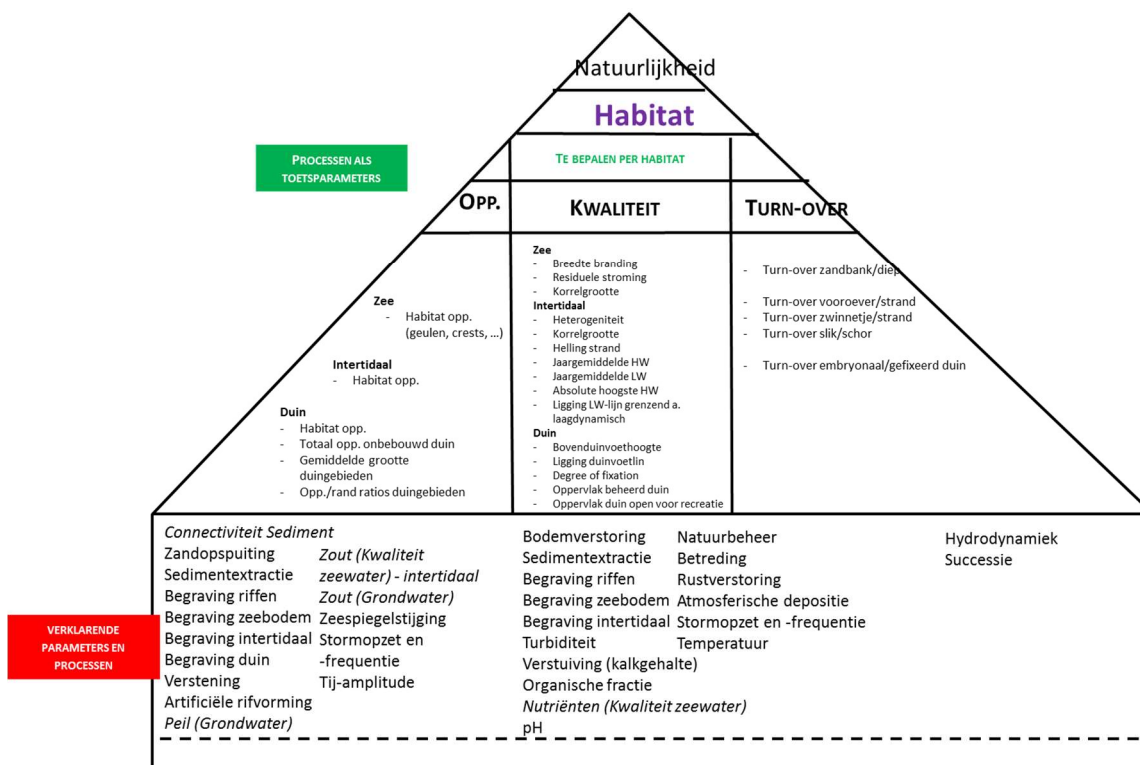 Natuurlijkheid
Habitat
PROCESSEN ALS
TOETSPARAMETERS
TE BEPALEN PER HABITAT
OPP.
KWALITEIT
TURN-OVER
Zee
- Habitat opp.
(geulen, crests, ...)
Intertidaal
- Habitat opp.
Duin
- Habitat opp.
- Totaal opp. onbebouwd duin
- Gemiddelde grootte
duingebieden
- Opp./rand ratios duingebieden
Zee
- Breedte branding
- Residuele stroming
- Korrelgrootte
Intertidaal
- Heterogeniteit
- Korrelgrootte
- Helling strand
- Jaargemiddelde HW
- Jaargemiddelde LW
- Absolute hoogste HW
- Ligging LW-lijn grenzend a.
laagdynamisch
Duin
- Bovenduinvoethoogte
- Ligging duinvoetlin
- Degree of fixation
- Oppervlak beheerd duin
- Oppervlak duin open voor recreatie
- Turn-over zandbank/diep
- Turn-over vooroever/strand
- Turn-over zwinnetje/strand
- Turn-over slik/schor
- Turn-over embryonaal/gefixeerd duin
VERKLARENDE
PARAMETERS EN
PROCESSEN
Connectiviteit Sediment
Zandopspuiting
Sedimentextractie
Begraving riffen
Begraving zeebodem
Begraving intertidaal
Begraving duin
Verstening
Artificiële rifvorming
Peil (Grondwater)
Zout (Kwaliteit
zeewater) - intertidaal
Zout (Grondwater)
Zeespiegelstijging
Stormopzet en
-frequentie
Tij-amplitude
Bodemverstoring
Sedimentextractie
Begraving riffen
Begraving zeebodem
Begraving intertidaal
Turbiditeit
Verstuiving (kalkgehalte)
Organische fractie
Nutriënten (Kwaliteit zeewater)
pH
Natuurbeheer
Betreding
Rustverstoring
Atmosferische depositie
Stormopzet en -frequentie
Temperatuur
Hydrodynamiek
Successie